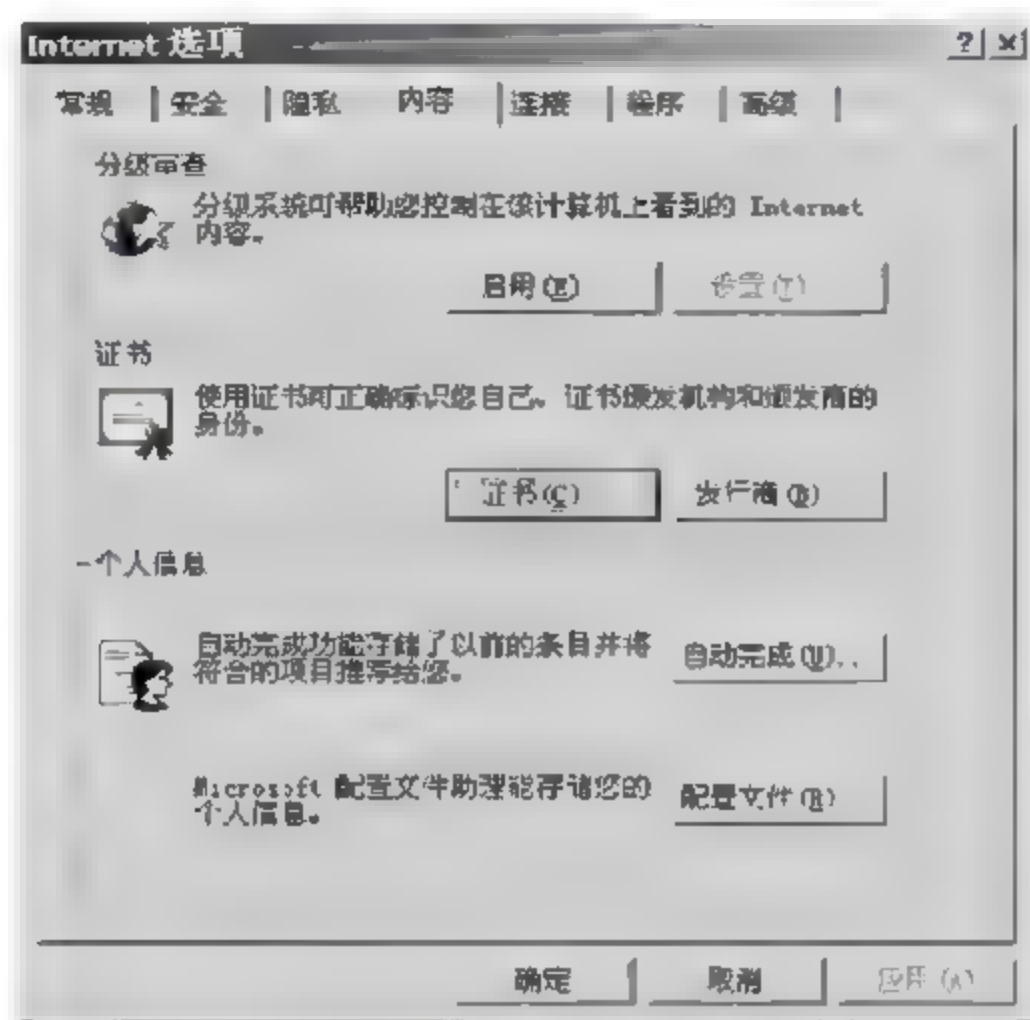 Internet 选项
? ×
常规 安全 隐私 内容 连接 程序 高级
分级审查
分级系统可帮助您控制在该计算机上看到的 Internet
内容。
启用(E) 设置(T)
证书
使用证书可正确标识您自己。证书颁发机构和颁发商的
身份。
证书(C) 发行商(B)
个人信息
自动完成功能存储了以前的条目并将
符合的项目推荐给您。
自动完成(U)..
Microsoft 配置文件助理能存储您的
个人信息。
配置文件(R)
确定 取消 应用(A)